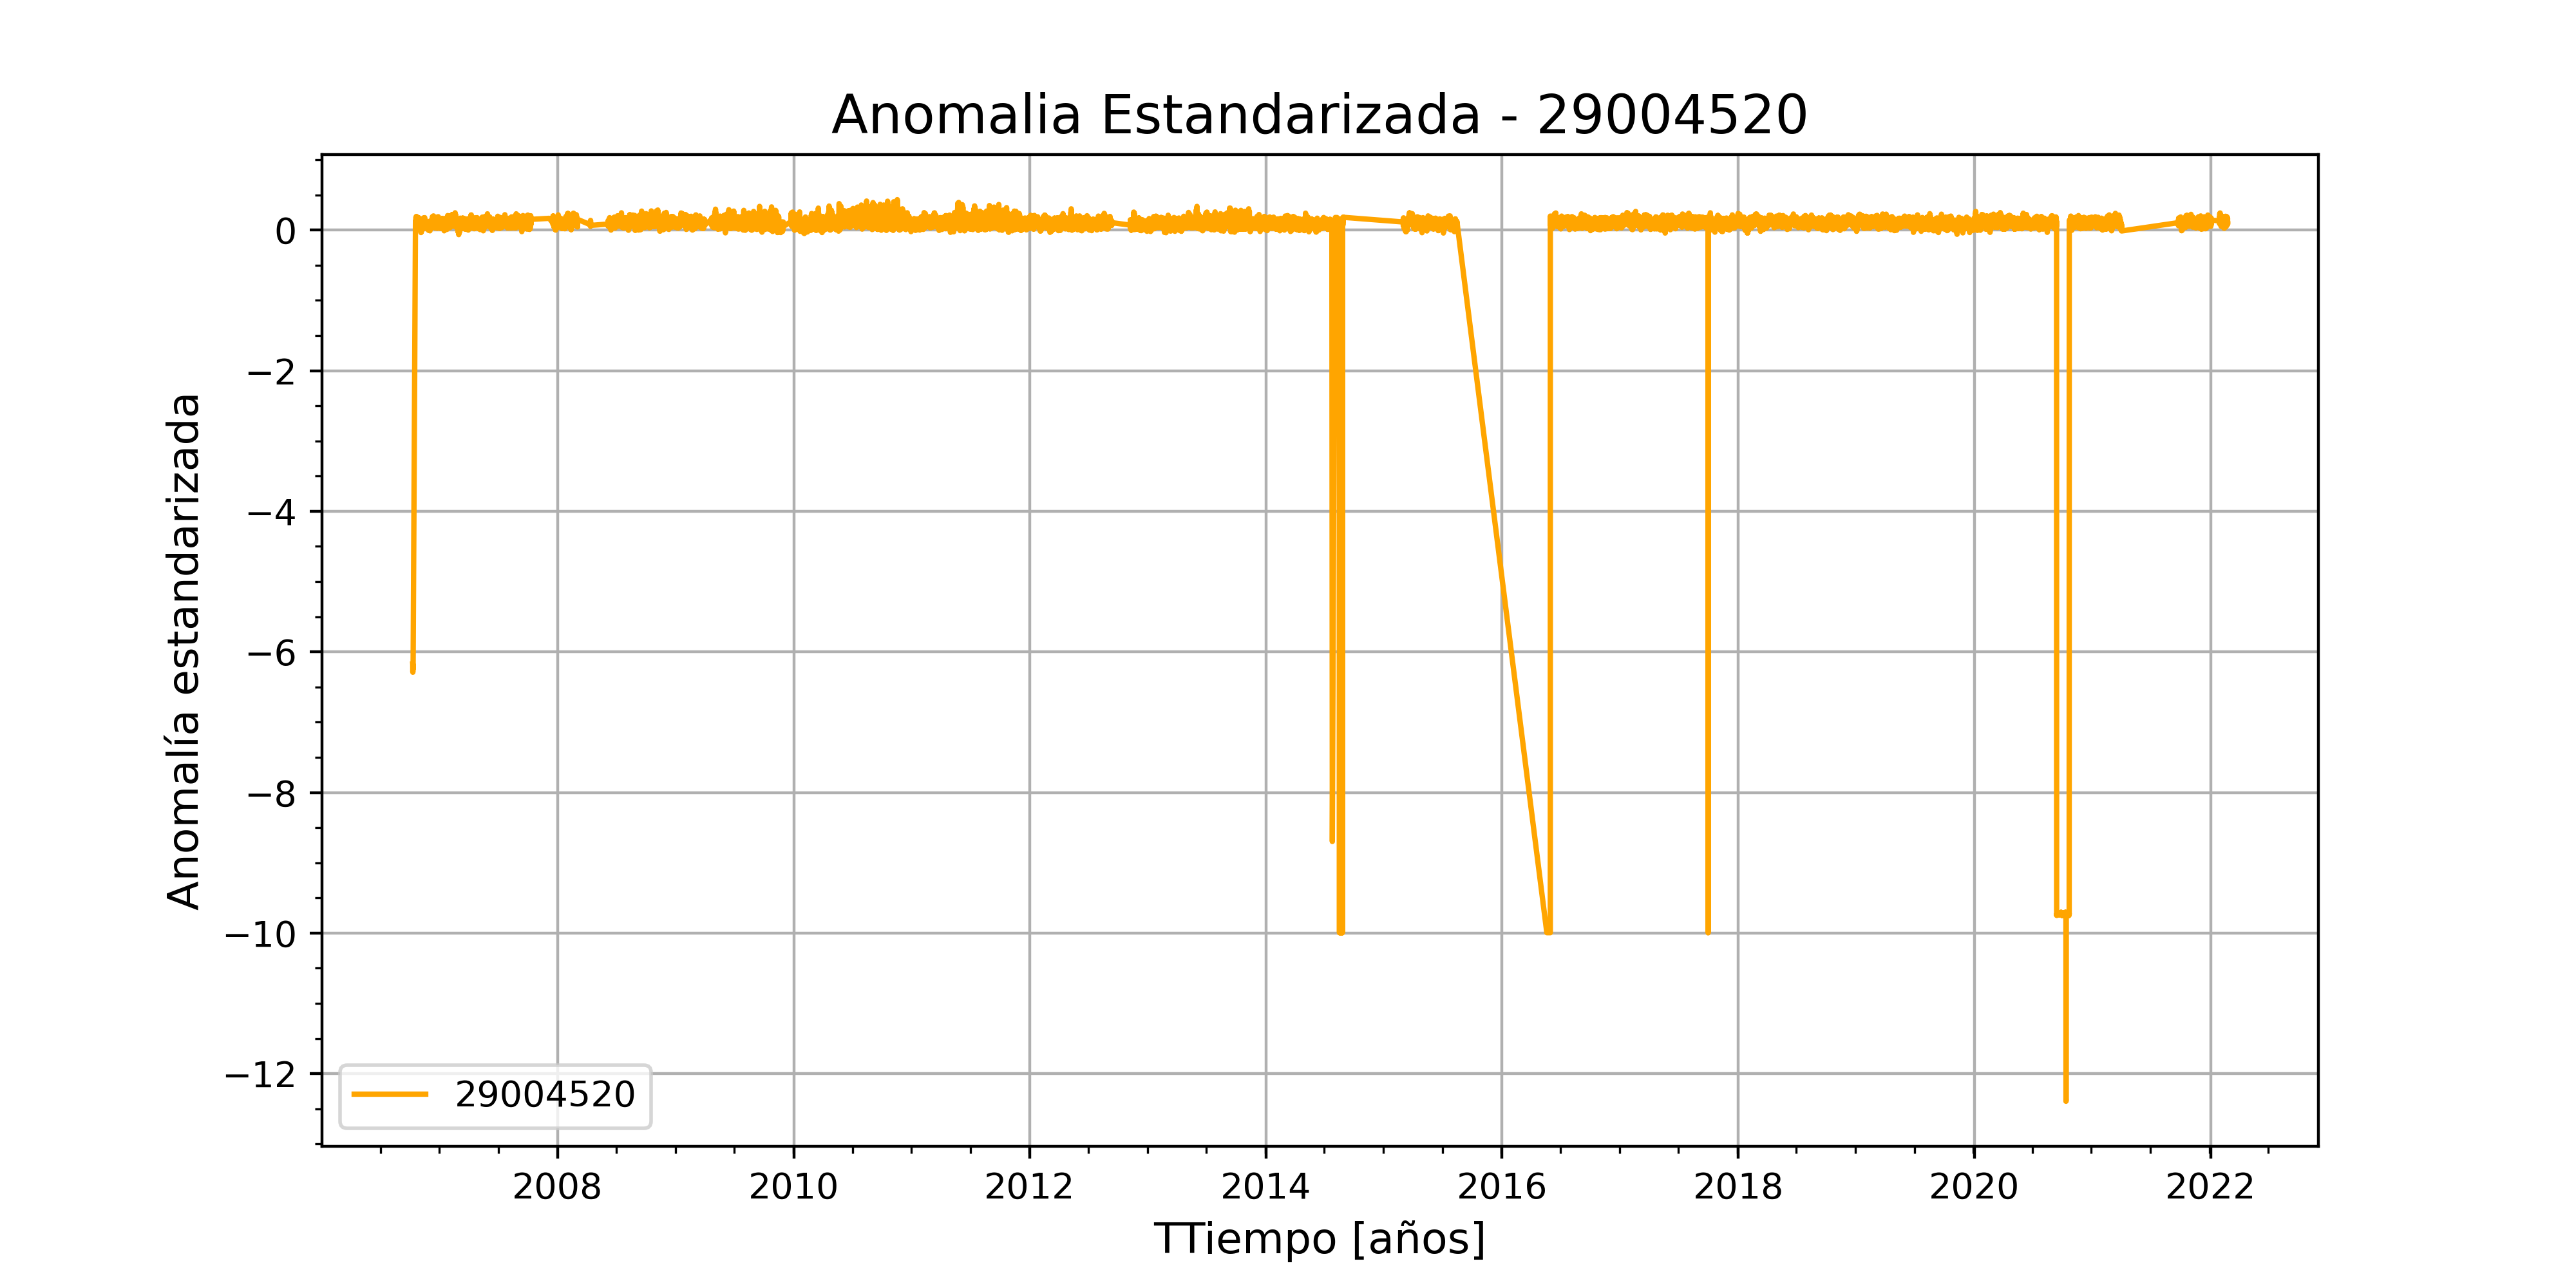 Anomalia Estandarizada - 29004520
Anomalía estandarizada
0
−2
−4
−6
−8
−10
−12
29004520
2008 2010 2012 2014 2016 2018 2020 2022
TTiempo [años]